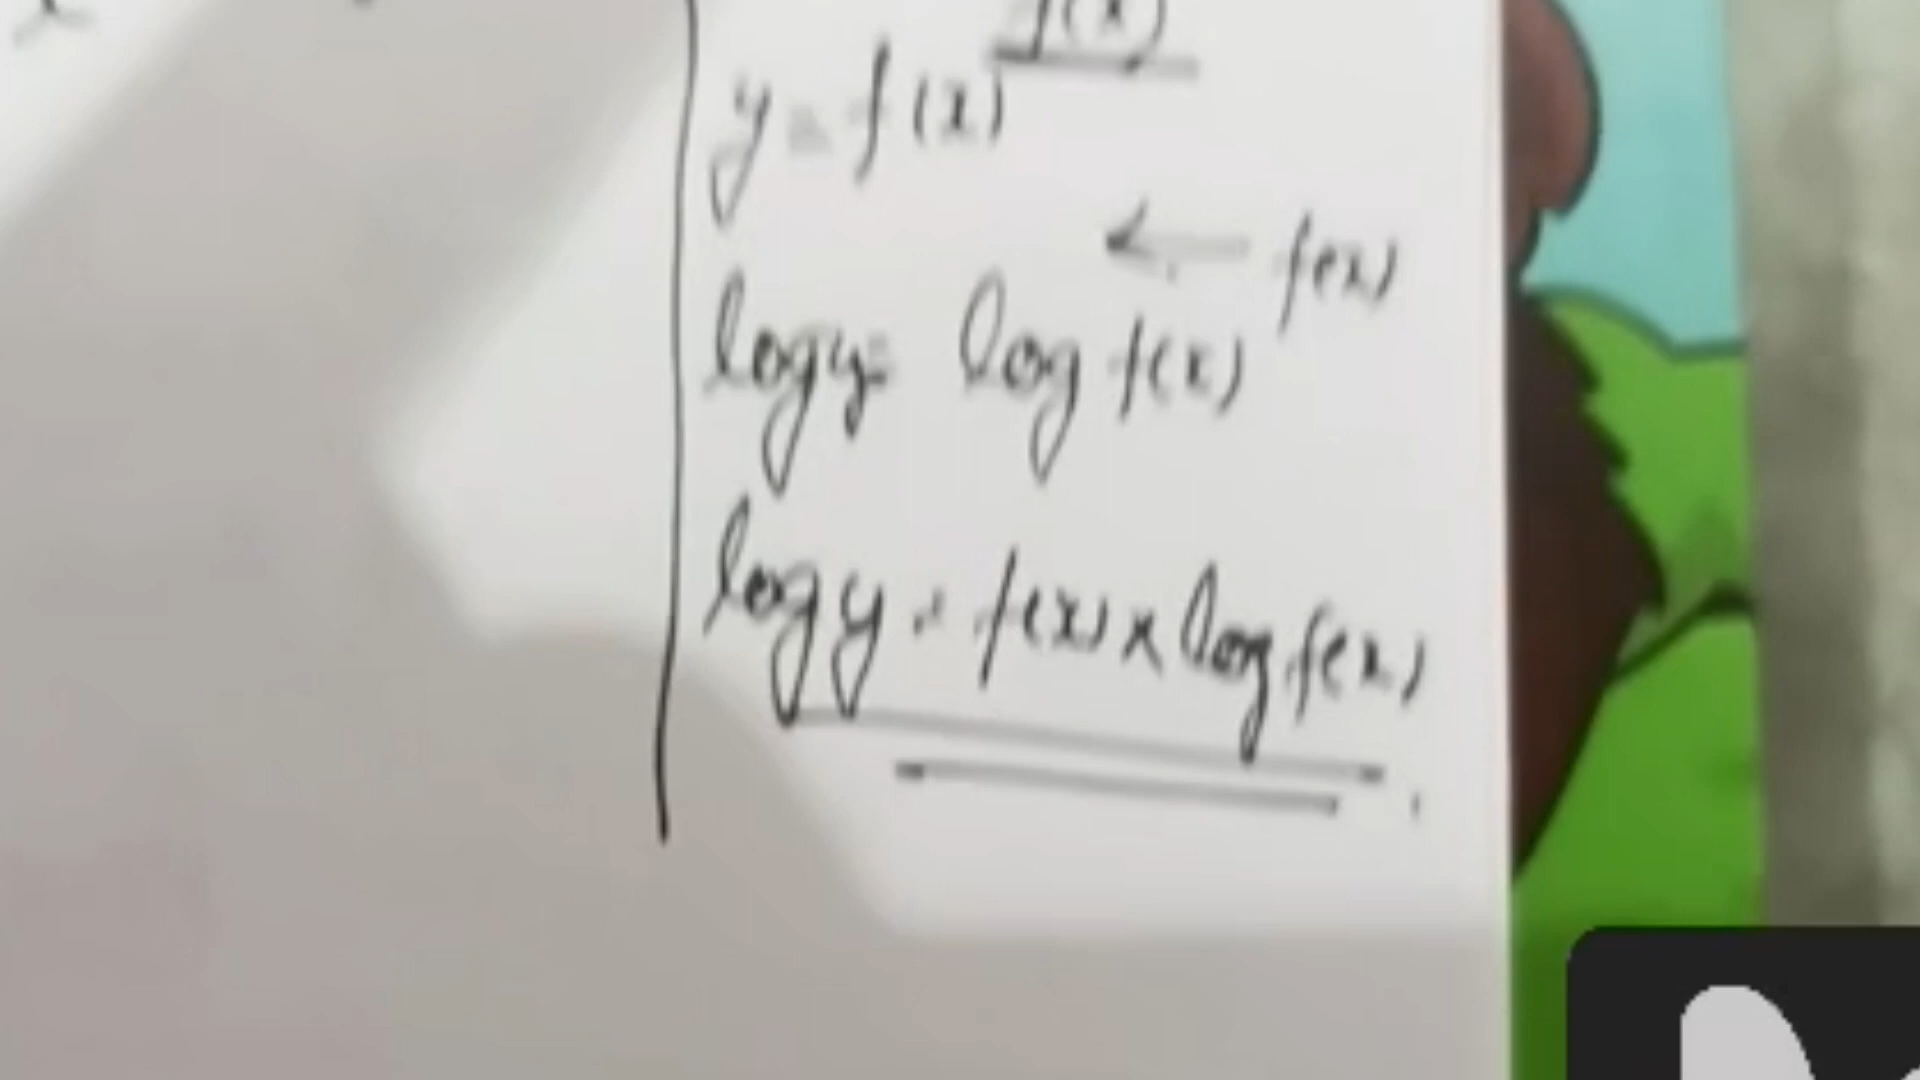 y = f(x)^f(x)
← f(x)
log y = log f(x)
log y = f(x) × log f(x)